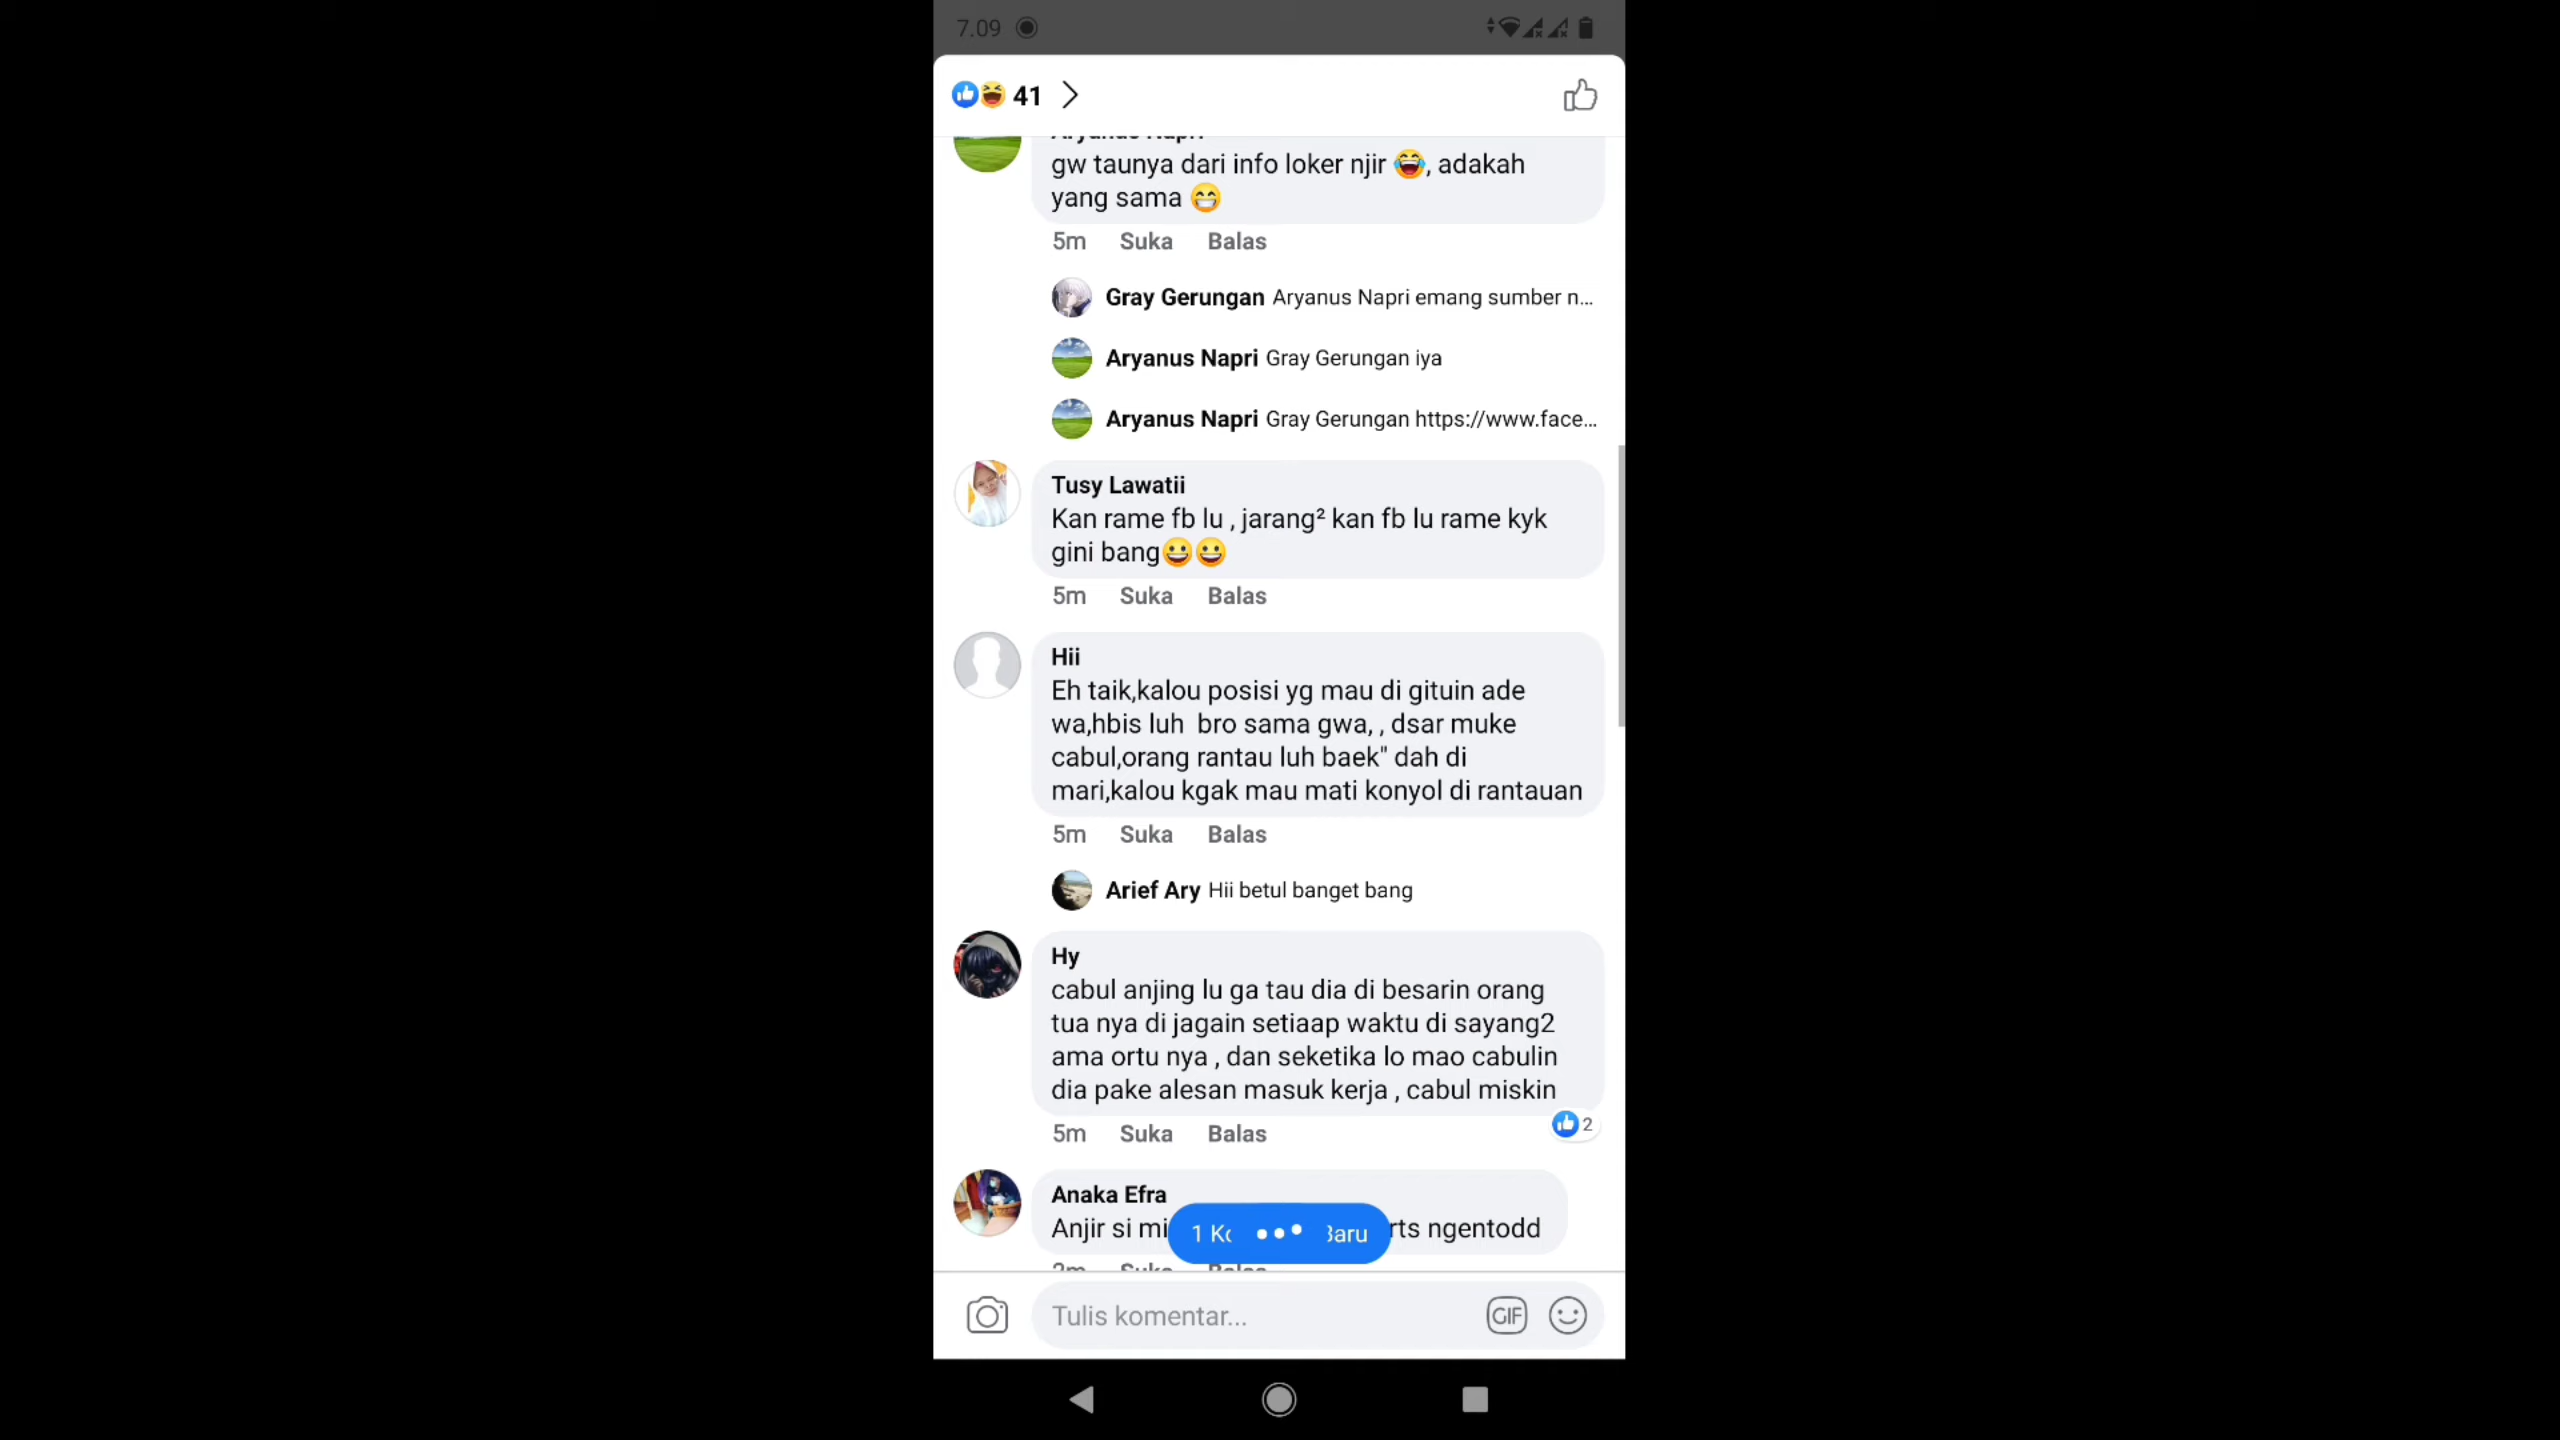 7.09
41
Aryanus Napri
gw taunya dari info loker njir 😂, adakah
yang sama 😁
5m Suka Balas
Gray Gerungan Aryanus Napri emang sumber n...
Aryanus Napri Gray Gerungan iya
Aryanus Napri Gray Gerungan https://www.face...
Tusy Lawatii
Kan rame fb lu , jarang² kan fb lu rame kyk
gini bang😀😀
5m Suka Balas
Hii
Eh taik,kalou posisi yg mau di gituin ade
wa,hbis luh bro sama gwa, , dsar muke
cabul,orang rantau luh baek" dah di
mari,kalou kgak mau mati konyol di rantauan
5m Suka Balas
Arief Ary Hii betul banget bang
Hy
cabul anjing lu ga tau dia di besarin orang
tua nya di jagain setiaap waktu di sayang2
ama ortu nya , dan seketika lo mao cabulin
dia pake alesan masuk kerja , cabul miskin
2
5m Suka Balas
Anaka Efra
Anjir si mi
1 Ko
Baru
rts ngentodd
2m Suka Balas
Tulis komentar...
GIF